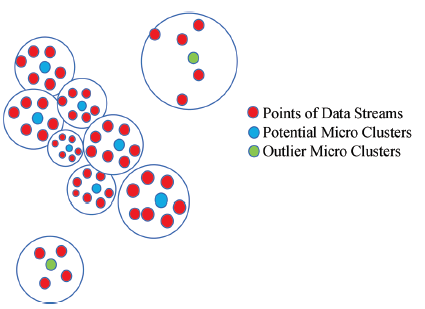 Points of Data Streams
Potential Micro Clusters
Outlier Micro Clusters